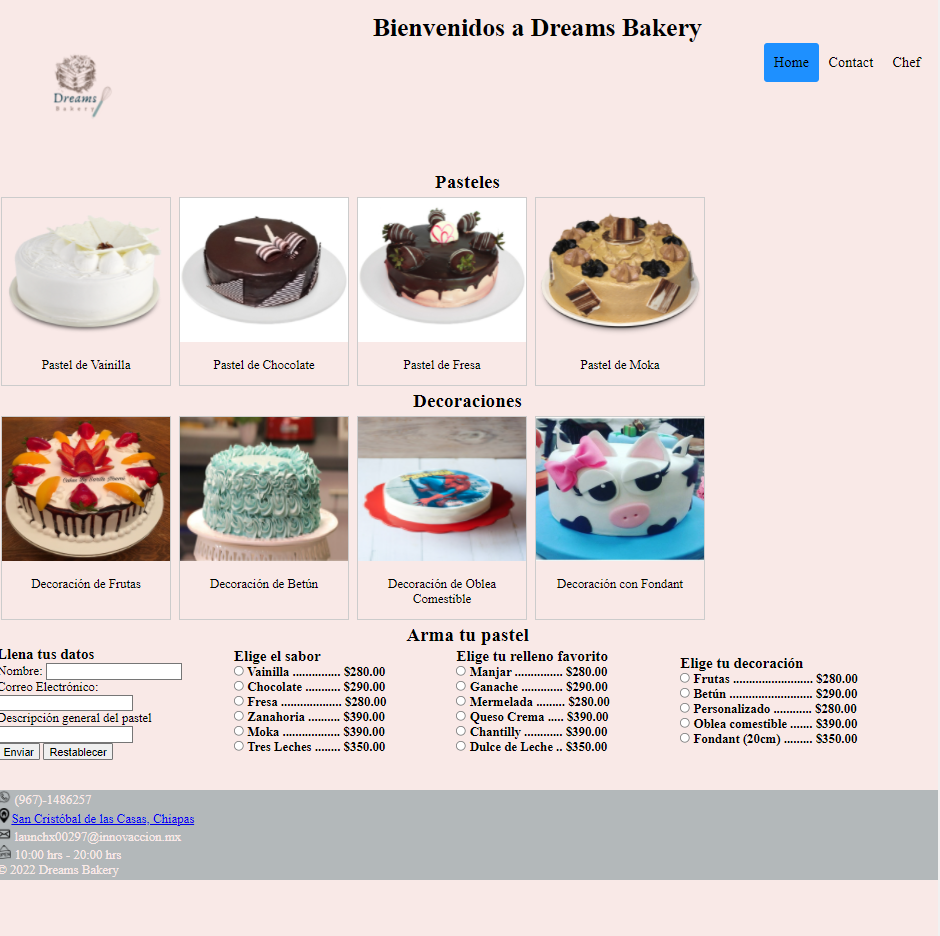 Bienvenidos a Dreams Bakery
Dreams
Bakery
Home Contact Chef
Pasteles
Pastel de Vainilla
Pastel de Chocolate
Pastel de Fresa
Pastel de Moka
Decoraciones
Decoración de Frutas
Decoración de Betún
Decoración de Oblea
Comestible
Decoración con Fondant
Arma tu pastel
Llena tus datos
Nombre:
Correo Electrónico:
Descripción general del pastel
Enviar Restablecer
Elige el sabor
Vainilla ............... $280.00
Chocolate ........... $290.00
Fresa ................... $280.00
Zanahoria .......... $390.00
Moka .................. $390.00
Tres Leches ........ $350.00
Elige tu relleno favorito
Manjar ............... $280.00
Ganache ............. $290.00
Mermelada ......... $280.00
Queso Crema ..... $390.00
Chantilly ............ $390.00
Dulce de Leche .. $350.00
Elige tu decoración
Frutas ......................... $280.00
Betún .......................... $290.00
Personalizado ............ $280.00
Oblea comestible ....... $390.00
Fondant (20cm) ......... $350.00
(967)-1486257
San Cristóbal de las Casas, Chiapas
launchx00297@innovaccion.mx
10:00 hrs - 20:00 hrs
© 2022 Dreams Bakery